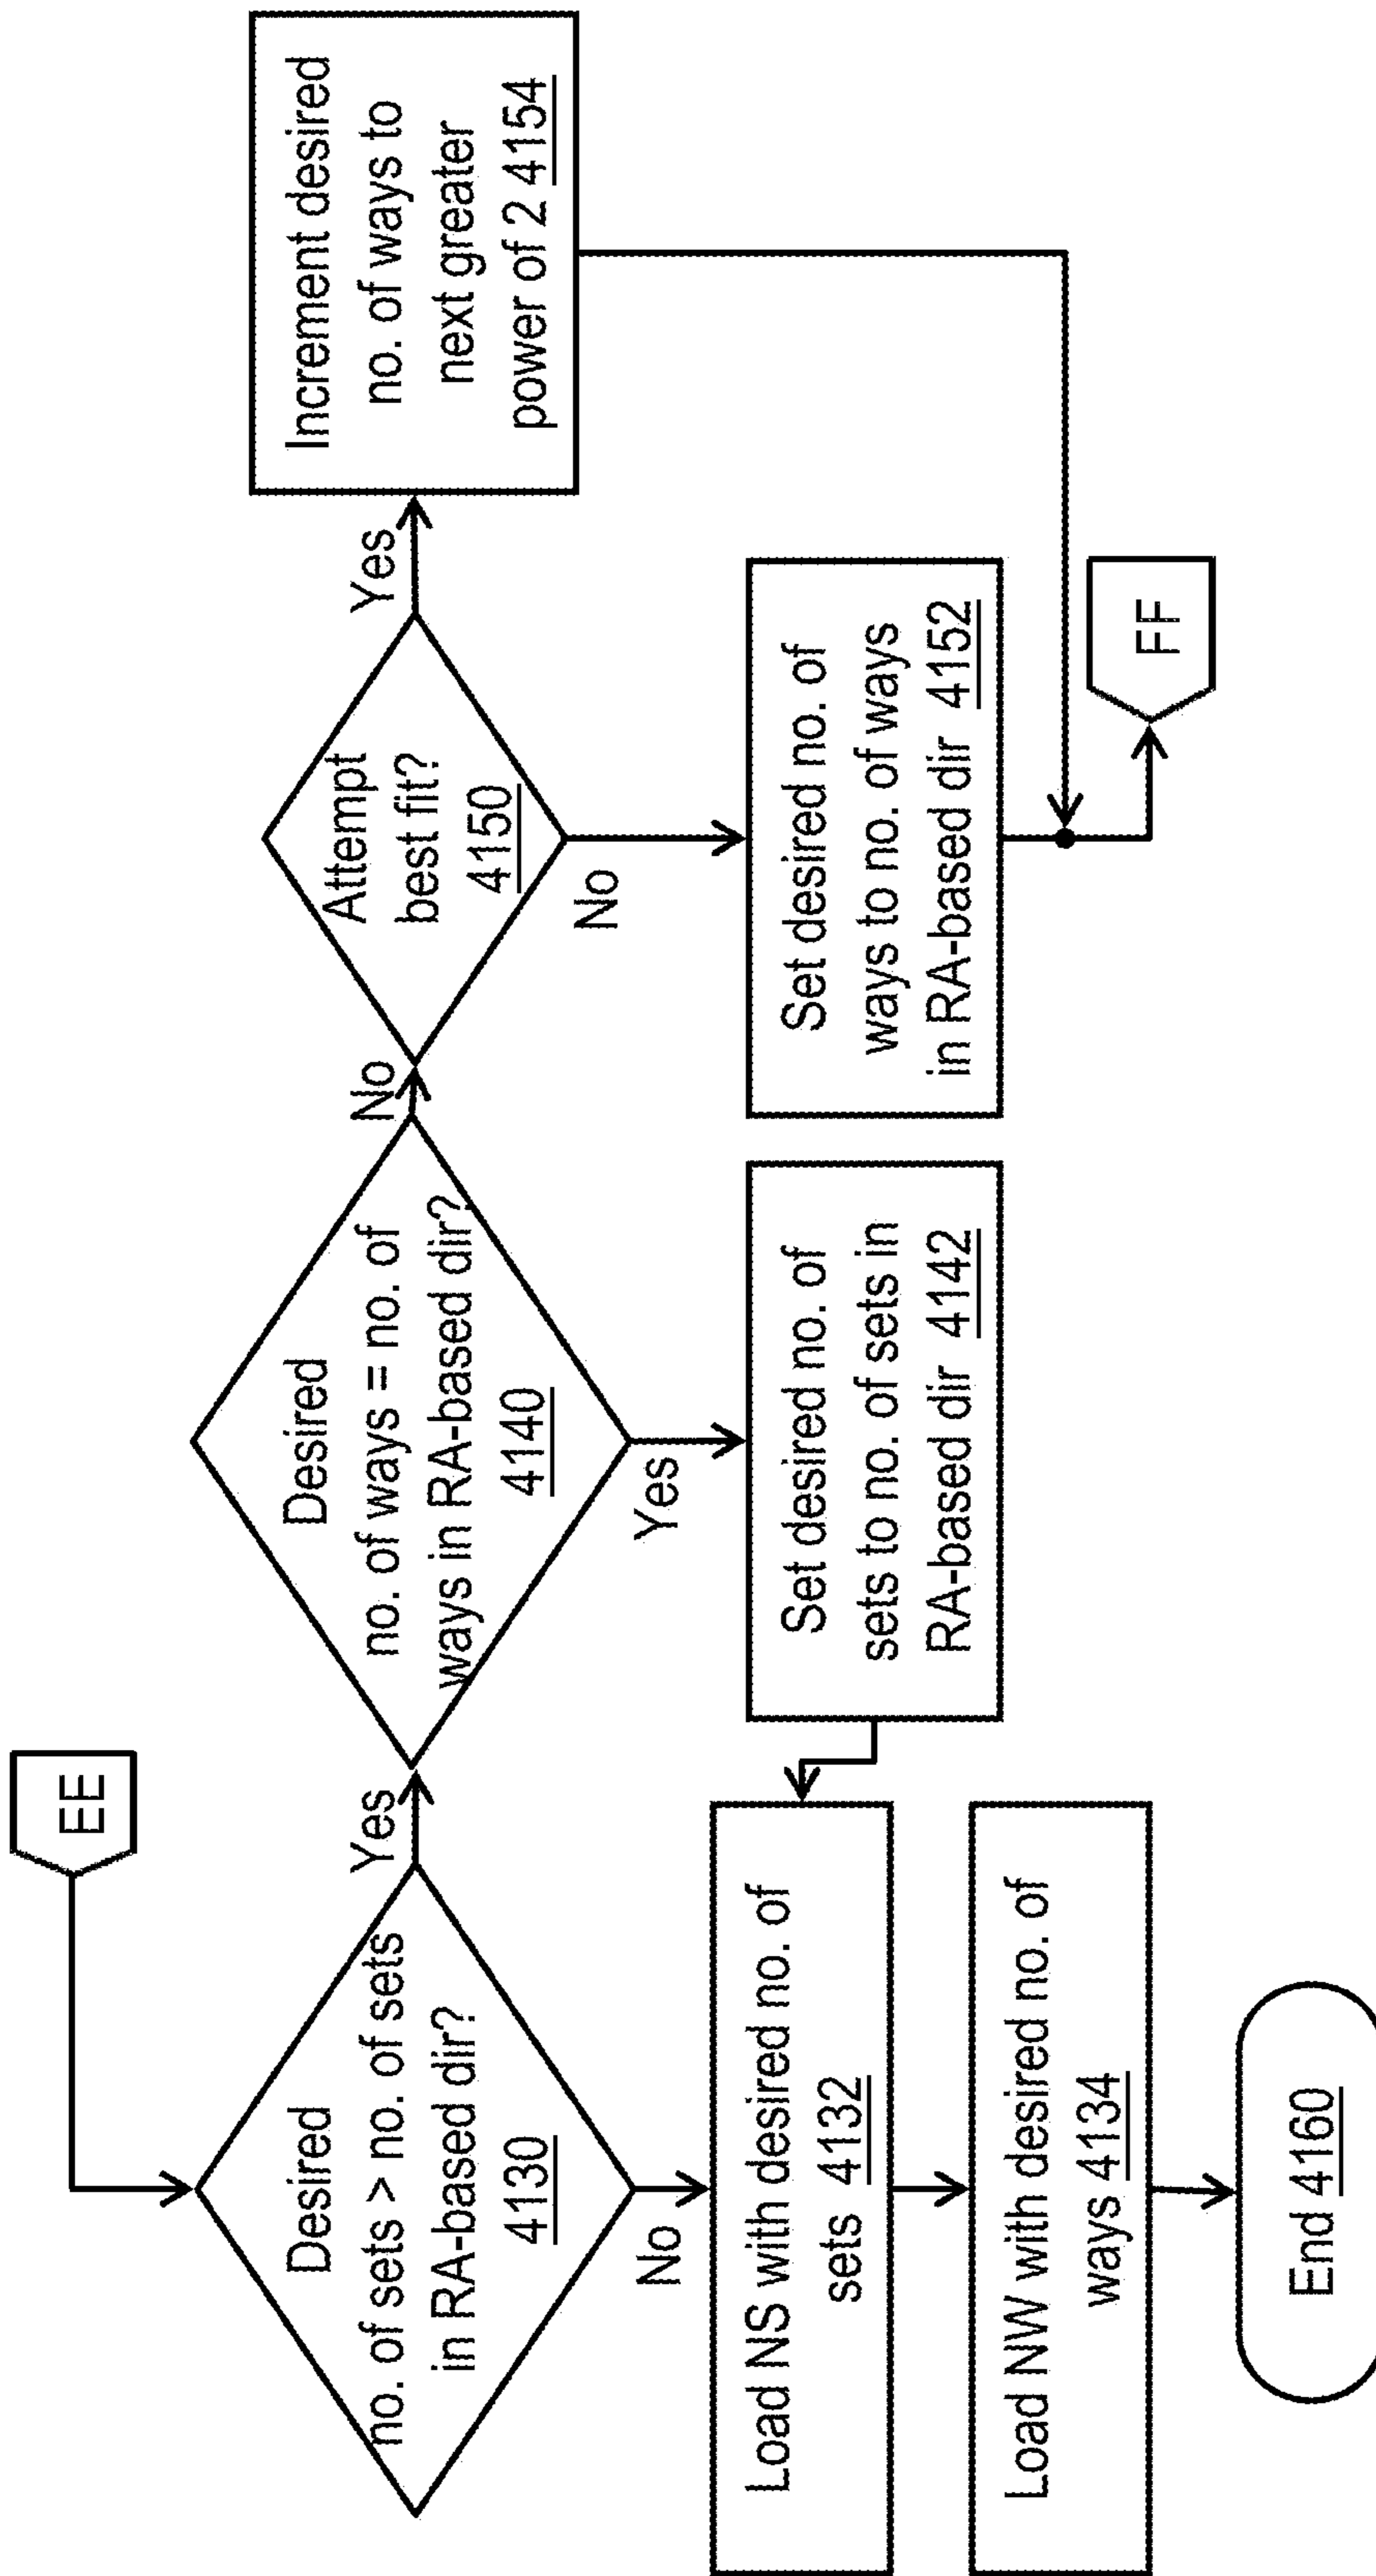 EE
Desired
no. of sets > no. of sets
in RA-based dir?
4130
Yes
No
Load NS with desired no. of
sets 4132
Load NW with desired no. of
ways 4134
End 4160
Desired
no. of ways = no. of
ways in RA-based dir?
4140
No
Yes
Set desired no. of
sets to no. of sets in
RA-based dir 4142
Attempt
best fit?
4150
Yes
No
Set desired no. of
ways to no. of ways
in RA-based dir 4152
Increment desired
no. of ways to
next greater
power of 2 4154
FF